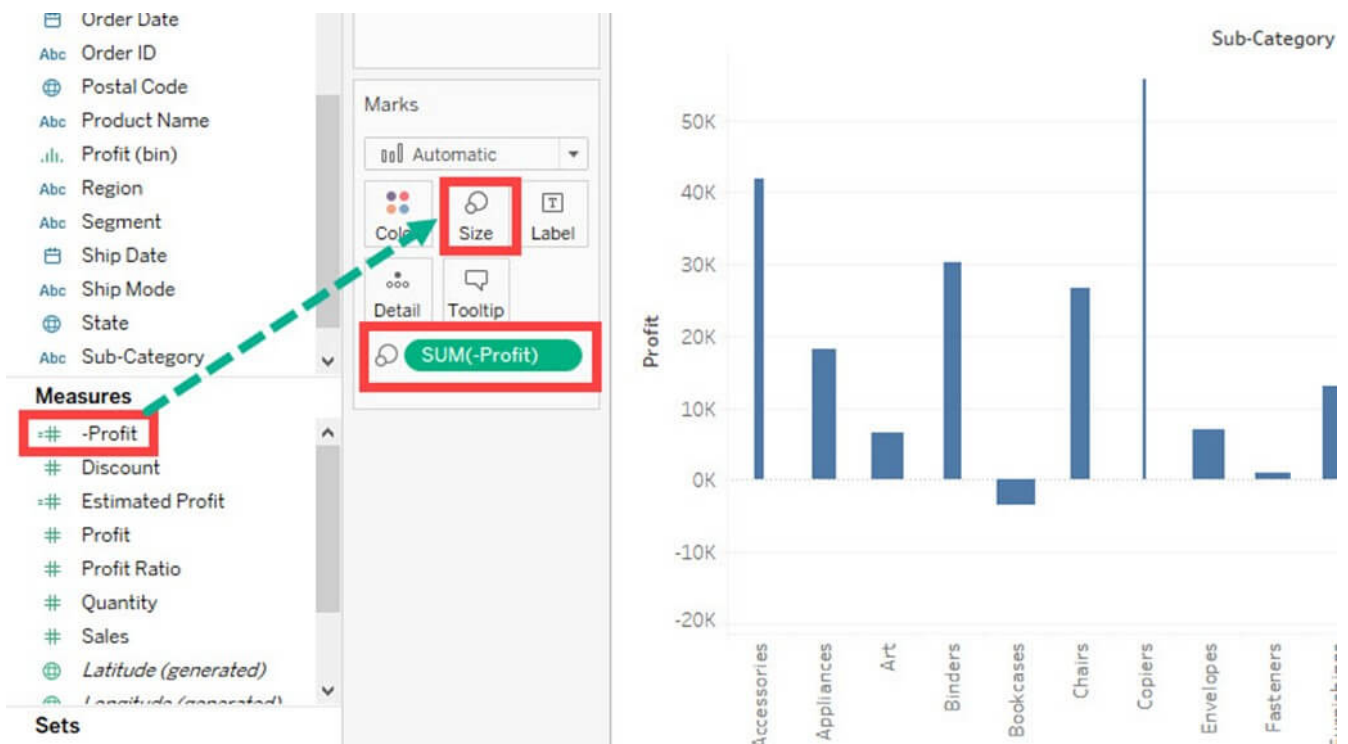 Order Date
Abc Order ID
Postal Code
Abc Product Name
Profit (bin)
Abc Region
Abc Segment
Ship Date
Abc Ship Mode
State
Abc Sub-Category
Measures
=# -Profit
# Discount
=# Estimated Profit
# Profit
# Profit Ratio
# Quantity
# Sales
Latitude (generated)
Longitude (generated)
Sets
Marks
Automatic
Size
T
Label
Detail
Tooltip
SUM(-Profit)
Sub-Category
Profit
50K
40K
30K
20K
10K
0K
-10K
-20K
Accessories
Appliances
Art
Binders
Bookcases
Chairs
Copiers
Envelopes
Fasteners